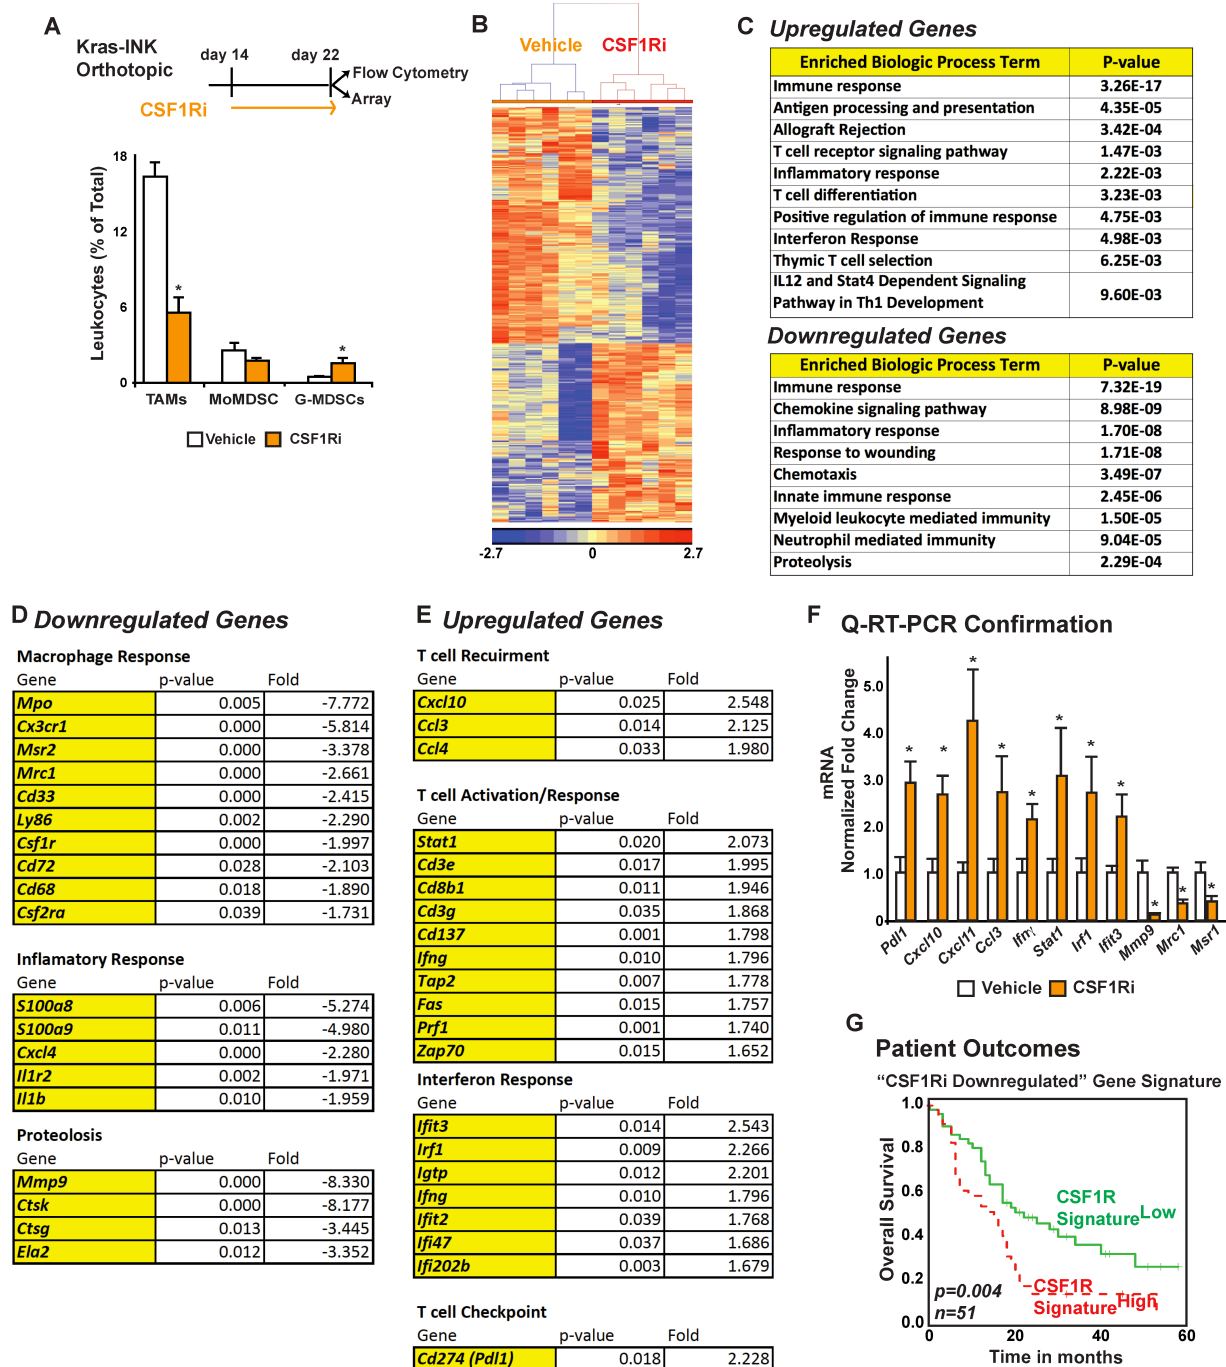 A
Kras-INK
Orthotopic
day 14
day 22
Flow Cytometry
Array
CSF1Ri
Leukocytes (% of Total)
18
12
6
0
TAMs MoMDSC G-MDSCs
*
*
Vehicle CSF1Ri
B
Vehicle CSF1Ri
-2.7 0 2.7
C Upregulated Genes
Enriched Biologic Process Term P-value
Immune response 3.26E-17
Antigen processing and presentation 4.35E-05
Allograft Rejection 3.42E-04
T cell receptor signaling pathway 1.47E-03
Inflammatory response 2.22E-03
T cell differentiation 3.23E-03
Positive regulation of immune response 4.75E-03
Interferon Response 4.98E-03
Thymic T cell selection 6.25E-03
IL12 and Stat4 Dependent Signaling
Pathway in Th1 Development 9.60E-03
Downregulated Genes
Enriched Biologic Process Term P-value
Immune response 7.32E-19
Chemokine signaling pathway 8.98E-09
Inflammatory response 1.70E-08
Response to wounding 1.71E-08
Chemotaxis 3.49E-07
Innate immune response 2.45E-06
Myeloid leukocyte mediated immunity 1.50E-05
Neutrophil mediated immunity 9.04E-05
Proteolysis 2.29E-04
D Downregulated Genes
Macrophage Response
Gene p-value Fold
Mpo 0.005 -7.772
Cx3cr1 0.000 -5.814
Msr2 0.000 -3.378
Mrc1 0.000 -2.661
Cd33 0.000 -2.415
Ly86 0.002 -2.290
Csf1r 0.000 -1.997
Cd72 0.028 -2.103
Cd68 0.018 -1.890
Csf2ra 0.039 -1.731
Inflamatory Response
Gene p-value Fold
S100a8 0.006 -5.274
S100a9 0.011 -4.980
Cxcl4 0.000 -2.280
Il1r2 0.002 -1.971
Il1b 0.010 -1.959
Proteolosis
Gene p-value Fold
Mmp9 0.000 -8.330
Ctsk 0.000 -8.177
Ctsg 0.013 -3.445
Ela2 0.012 -3.352
E Upregulated Genes
T cell Recuirment
Gene p-value Fold
Cxcl10 0.025 2.548
Ccl3 0.014 2.125
Ccl4 0.033 1.980
T cell Activation/Response
Gene p-value Fold
Stat1 0.020 2.073
Cd3e 0.017 1.995
Cd8b1 0.011 1.946
Cd3g 0.035 1.868
Cd137 0.001 1.798
Ifng 0.010 1.796
Tap2 0.007 1.778
Fas 0.015 1.757
Prf1 0.001 1.740
Zap70 0.015 1.652
Interferon Response
Gene p-value Fold
Ifit3 0.014 2.543
Irf1 0.009 2.266
Igtp 0.012 2.201
Ifng 0.010 1.796
Ifit2 0.039 1.768
Ifi47 0.037 1.686
Ifi202b 0.003 1.679
T cell Checkpoint
Gene p-value Fold
Cd274 (Pdl1) 0.018 2.228
F Q-RT-PCR Confirmation
mRNA
Normalized Fold Change
5.0
4.0
3.0
2.0
1.0
0
* * * * * * * * * * *
Pdl1 Cxcl10 Cxcl11 Ccl3 Ifnγ Stat1 Irf1 Ifit3 Mmp9 Mrc1 Msr1
Vehicle CSF1Ri
G
Patient Outcomes
“CSF1Ri Downregulated” Gene Signature
Overall Survival
1.0
0.8
0.6
0.4
0.2
0.0
CSF1R
Signature Low
CSF1R
Signature High
p=0.004
n=51
0 20 40 60
Time in months